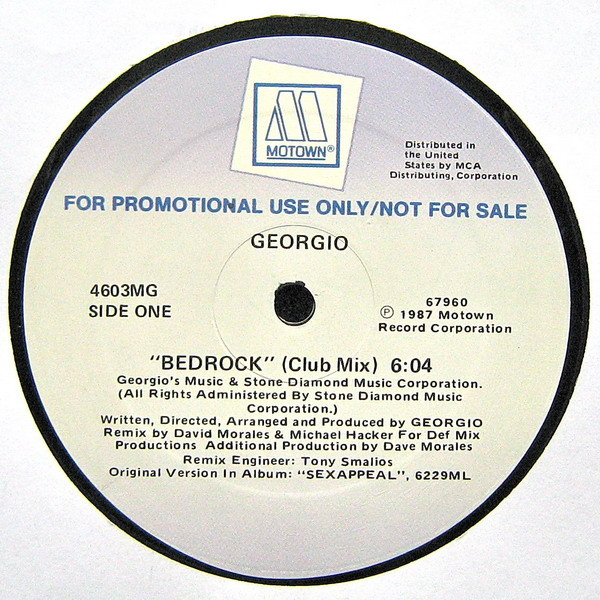 MOTOWN®
Distributed in
the United
States by MCA
Distributing, Corporation
FOR PROMOTIONAL USE ONLY/NOT FOR SALE
GEORGIO
4603MG
SIDE ONE
67960
℗ 1987 Motown
Record Corporation
"BEDROCK" (Club Mix) 6:04
Georgio's Music & Stone Diamond Music Corporation.
(All Rights Administered By Stone Diamond Music
Corporation.)
Written, Directed, Arranged and Produced by GEORGIO
Remix by David Morales & Michael Hacker For Def Mix
Productions Additional Production by Dave Morales
Remix Engineer: Tony Smalios
Original Version In Album: "SEXAPPEAL", 6229ML